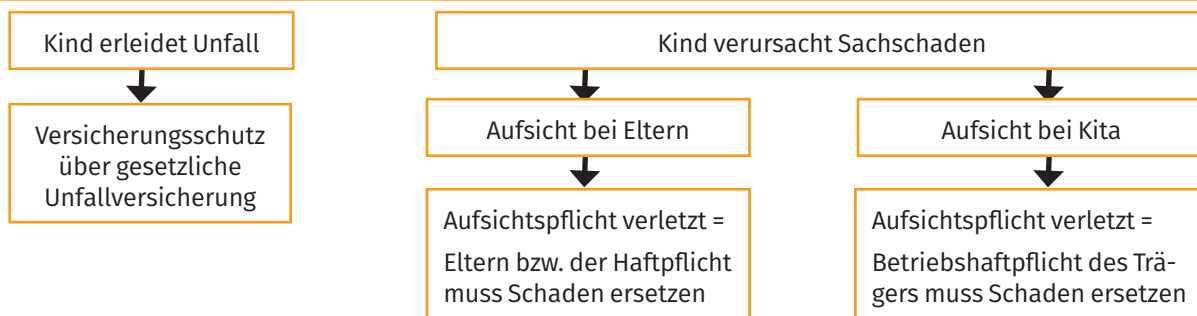 Kind erleidet Unfall
Versicherungsschutz
über gesetzliche
Unfallversicherung
Kind verursacht Sachschaden
Aufsicht bei Eltern
Aufsichtspflicht verletzt =
Eltern bzw. der Haftpflicht
muss Schaden ersetzen
Aufsicht bei Kita
Aufsichtspflicht verletzt =
Betriebshaftpflicht des Trä-
gers muss Schaden ersetzen